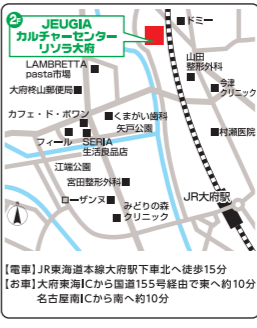 2F
JEUGIA
カルチャーセンター
リソラ大府
ドミー
LAMBRETTA
pasta市場
山田
整形外科
大府柊山郵便局
今津
クリニック
カフェ・ド・ボワン
くまがい歯科
矢戸公園
村瀬医院
フィール
SERIA
生活良品店
江端公園
宮田整形外科
JR大府駅
ローザンヌ
みどりの森
クリニック
【電車】JR東海道本線大府駅下車北へ徒歩15分
【お車】大府東海ICから国道155号経由で東へ約10分
名古屋南ICから南へ約10分